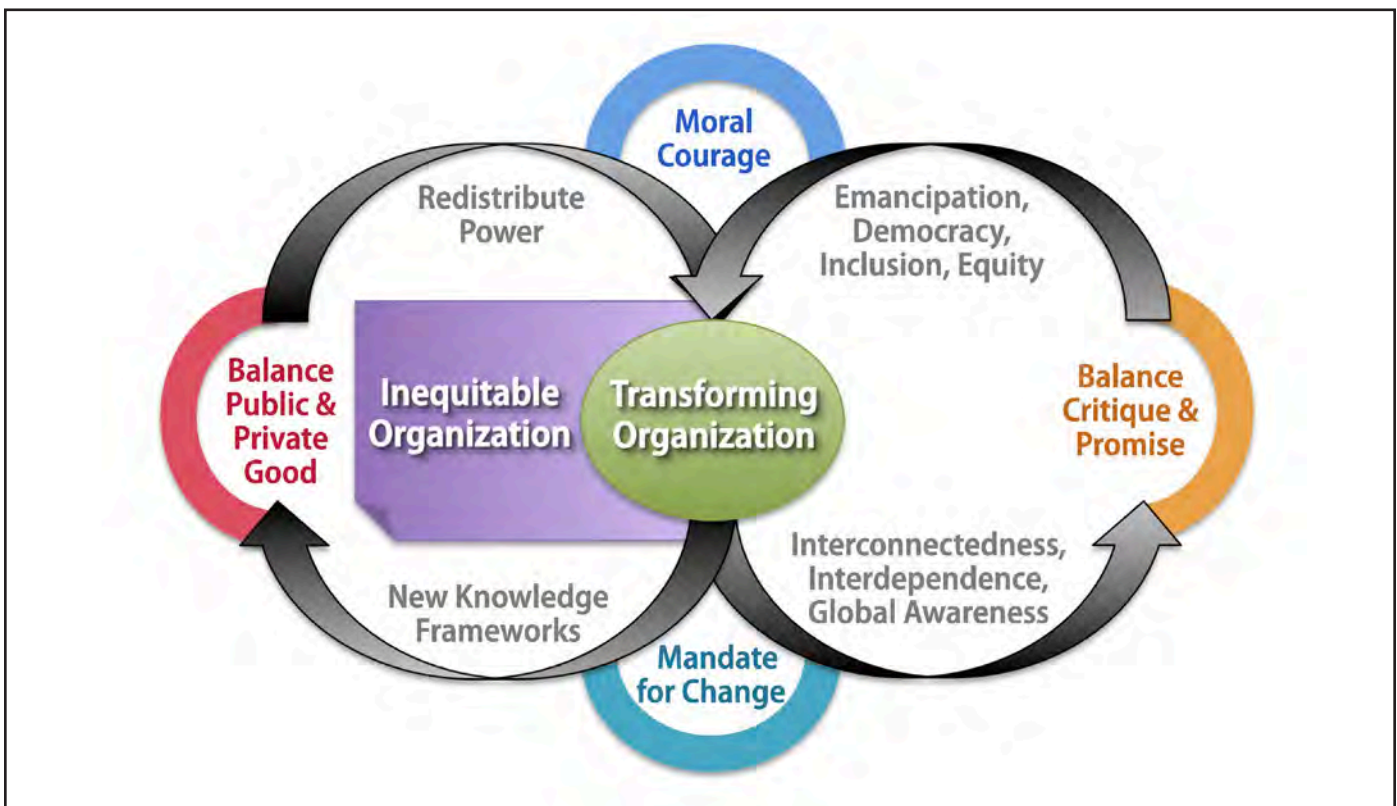 Moral
Courage
Redistribute
Power
Emancipation,
Democracy,
Inclusion, Equity
Balance
Public &
Private
Good
Inequitable
Organization
Transforming
Organization
Balance
Critique &
Promise
New Knowledge
Frameworks
Interconnectedness,
Interdependence,
Global Awareness
Mandate
for Change